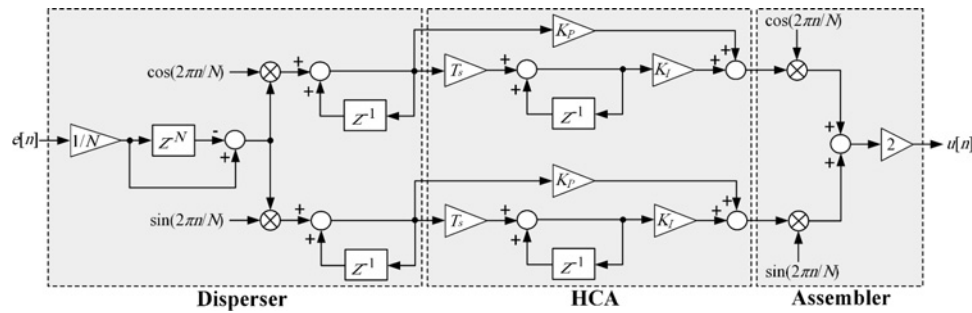 cos(2πn/N)
K_P
cos(2πn/N)
+ +
+ + T_s + + K_I + +
Z⁻¹ Z⁻¹
e[n] 1/N Z⁻ᴺ - + + + 2 u[n]
K_P
sin(2πn/N) + + T_s + + K_I + +
Z⁻¹ Z⁻¹
sin(2πn/N)
Disperser HCA Assembler